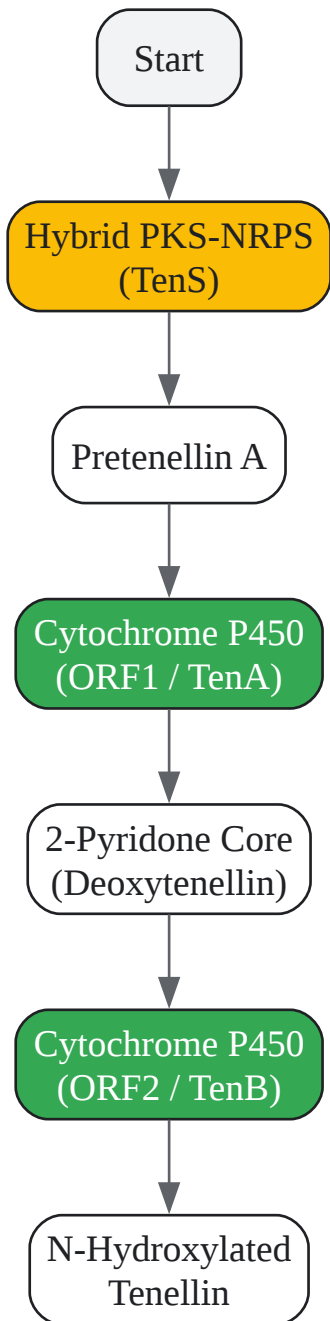 Start
Hybrid PKS-NRPS
(TenS)
Pretenellin A
Cytochrome P450
(ORF1 / TenA)
2-Pyridone Core
(Deoxytenellin)
Cytochrome P450
(ORF2 / TenB)
N-Hydroxylated
Tenellin